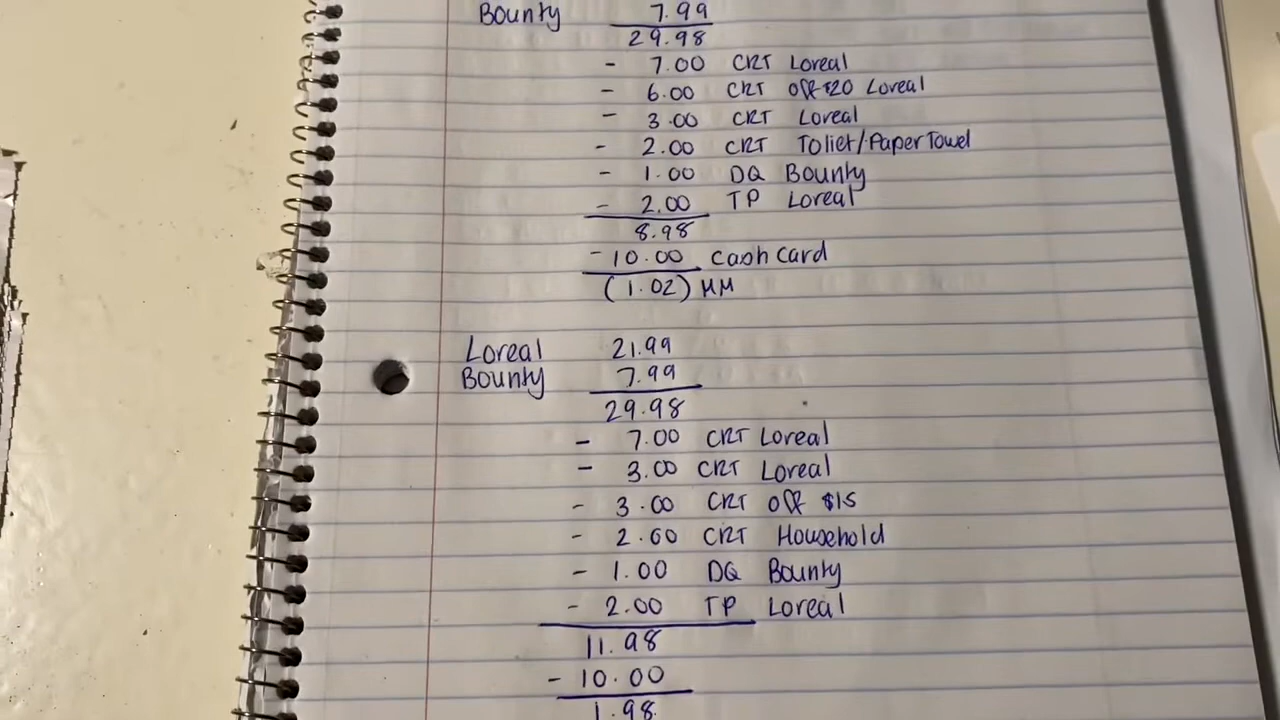 Bounty 7.99
29.98
- 7.00 CRT Loreal
- 6.00 CRT off $20 Loreal
- 3.00 CRT Loreal
- 2.00 CRT Toliet/Paper Towel
- 1.00 DQ Bounty
- 2.00 TP Loreal
8.98
- 10.00 Cash Card
(1.02) MM
Loreal 21.99
Bounty 7.99
29.98
- 7.00 CRT Loreal
- 3.00 CRT Loreal
- 3.00 CRT off $15
- 2.00 CRT Household
- 1.00 DQ Bounty
- 2.00 TP Loreal
11.98
- 10.00
1.98